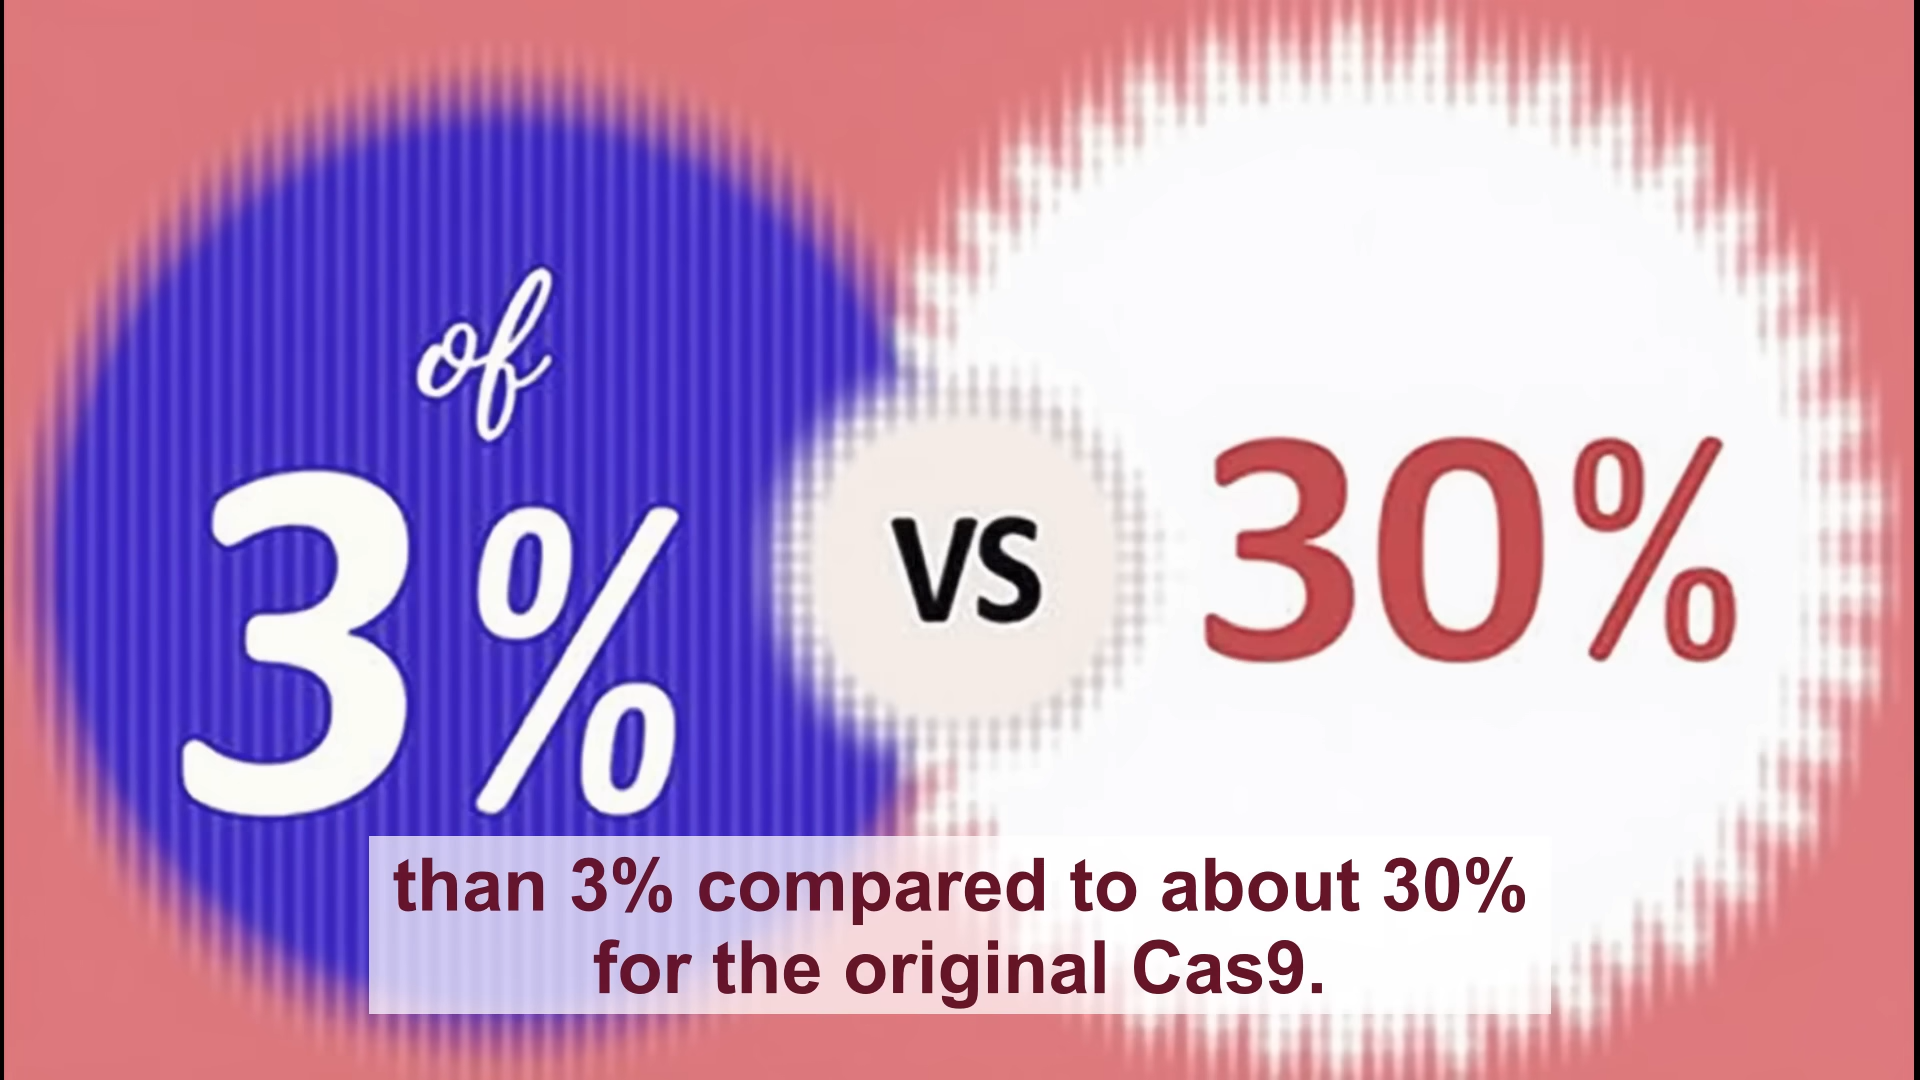 of
3%
VS
30%
than 3% compared to about 30%
for the original Cas9.